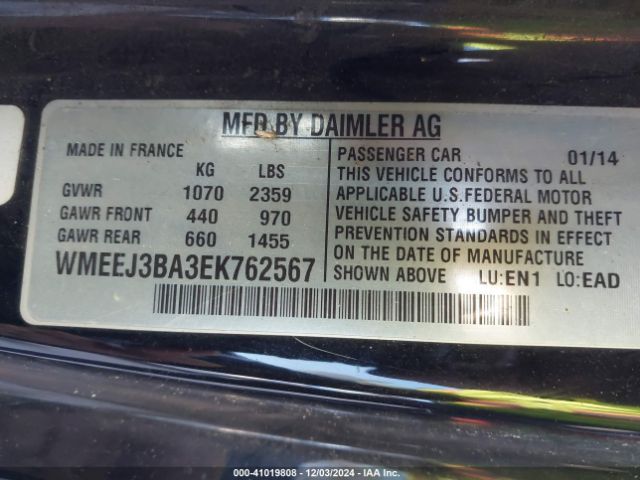 MFD BY DAIMLER AG
MADE IN FRANCE
KG LBS
GVWR 1070 2359
GAWR FRONT 440 970
GAWR REAR 660 1455
WMEEJ3BA3EK762567
PASSENGER CAR 01/14
THIS VEHICLE CONFORMS TO ALL
APPLICABLE U.S.FEDERAL MOTOR
VEHICLE SAFETY BUMPER AND THEFT
PREVENTION STANDARDS IN EFFECT
ON THE DATE OF MANUFACTURE
SHOWN ABOVE LU:EN1 LO:EAD
000-41019808 - 12/03/2024 - IAA Inc.